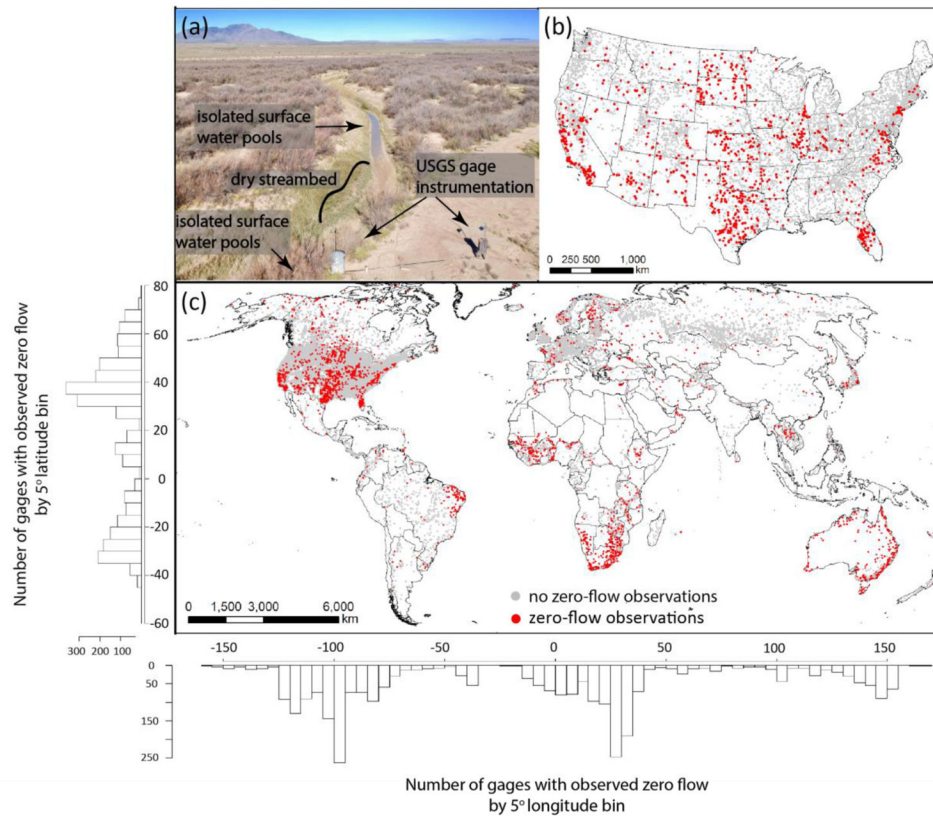 (a)
isolated surface
water pools
dry streambed
isolated surface
water pools
USGS gage
instrumentation
(b)
0 250 500 1,000
km
(c)
0 1,500 3,000 6,000
km
no zero-flow observations
zero-flow observations
80
60
40
20
0
-20
-40
-60
300 200 100
Number of gages with observed zero flow
by 5° latitude bin
-150 -100 -50 0 50 100 150
0
50
150
250
Number of gages with observed zero flow
by 5° longitude bin